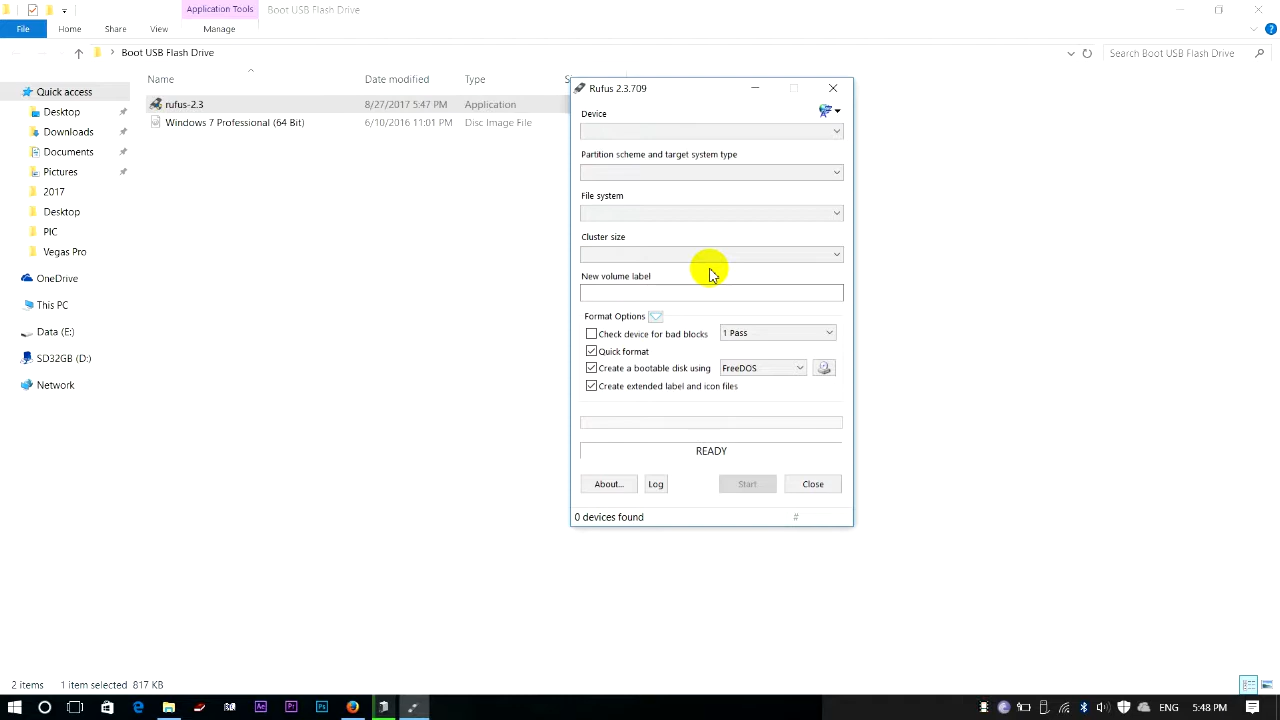 Application Tools
Boot USB Flash Drive
File
Home
Share
View
Manage
Boot USB Flash Drive
Search Boot USB Flash Drive
Name
Date modified
Type
Quick access
Desktop
Downloads
Documents
Pictures
2017
Desktop
PIC
Vegas Pro
OneDrive
This PC
Data (E:)
SD32GB (D:)
Network
rufus-2.3
8/27/2017 5:47 PM
Application
Windows 7 Professional (64 Bit)
6/10/2016 11:01 PM
Disc Image File
Rufus 2.3.709
Device
Partition scheme and target system type
File system
Cluster size
New volume label
Format Options
Check device for bad blocks
1 Pass
Quick format
Create a bootable disk using
FreeDOS
Create extended label and icon files
READY
About...
Log
Start
Close
0 devices found
#
2 items
1 item selected 817 KB
Ae
Pr
Ps
ENG
5:48 PM